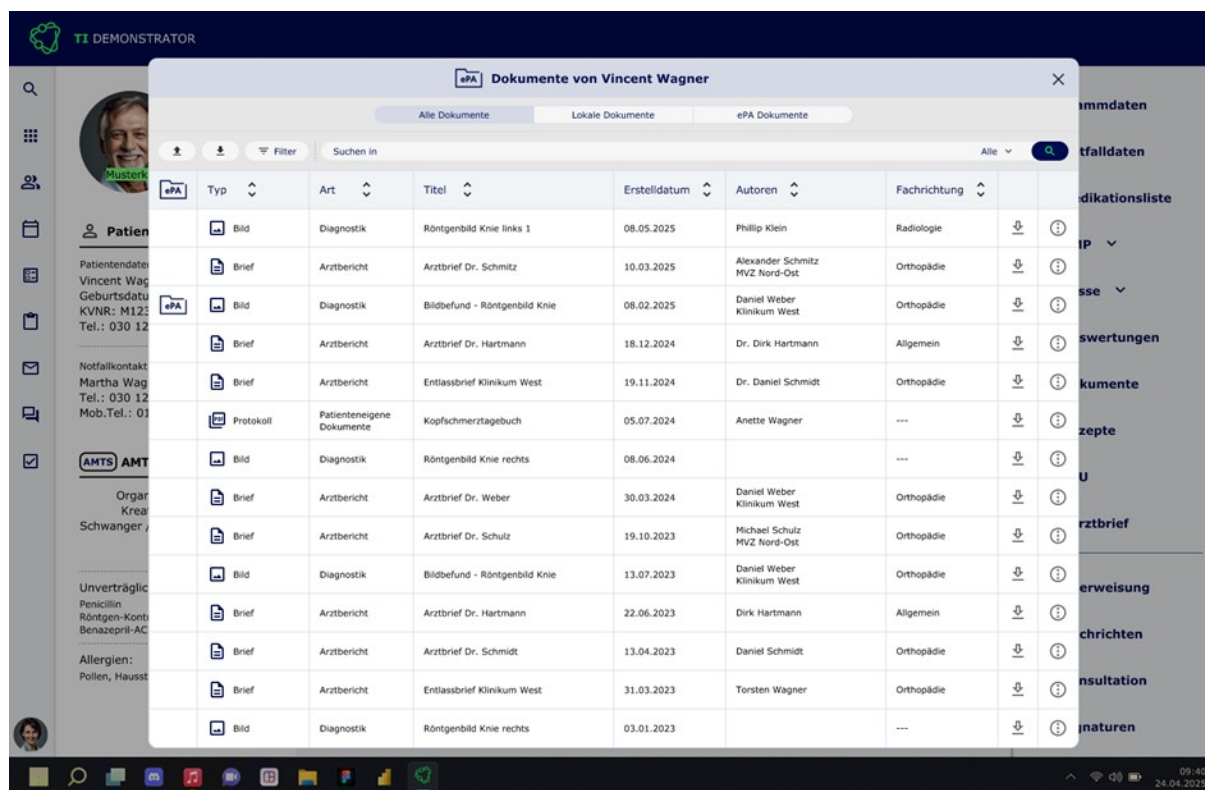 TI DEMONSTRATOR
ePA Dokumente von Vincent Wagner
Alle Dokumente Lokale Dokumente ePA Dokumente
Filter Suchen in Alle
ePA Typ Art Titel Erstelldatum Autoren Fachrichtung
Bild Diagnostik Röntgenbild Knie links 1 08.05.2025 Phillip Klein Radiologie
Brief Arztbericht Arztbrief Dr. Schmitz 10.03.2025 Alexander Schmitz Orthopädie
MVZ Nord-Ost
ePA Bild Diagnostik Bildbefund - Röntgenbild Knie 08.02.2025 Daniel Weber Orthopädie
Klinikum West
Brief Arztbericht Arztbrief Dr. Hartmann 18.12.2024 Dr. Dirk Hartmann Allgemein
Brief Arztbericht Entlassbrief Klinikum West 19.11.2024 Dr. Daniel Schmidt Orthopädie
PDF Protokoll Patienteneigene Kopfschmerztagebuch 05.07.2024 Anette Wagner ---
Dokumente
Bild Diagnostik Röntgenbild Knie rechts 08.06.2024 ---
Brief Arztbericht Arztbrief Dr. Weber 30.03.2024 Daniel Weber Orthopädie
Klinikum West
Brief Arztbericht Arztbrief Dr. Schulz 19.10.2023 Michael Schulz Orthopädie
MVZ Nord-Ost
Bild Diagnostik Bildbefund - Röntgenbild Knie 13.07.2023 Daniel Weber Orthopädie
Klinikum West
Brief Arztbericht Arztbrief Dr. Hartmann 22.06.2023 Dirk Hartmann Allgemein
Brief Arztbericht Arztbrief Dr. Schmidt 13.04.2023 Daniel Schmidt Orthopädie
Brief Arztbericht Entlassbrief Klinikum West 31.03.2023 Torsten Wagner Orthopädie
Bild Diagnostik Röntgenbild Knie rechts 03.01.2023 ---
Musterk
Patien
Patientendaten
Vincent Wag
Geburtsdatu
KVNR: M123
Tel.: 030 12
Notfallkontakt
Martha Wag
Tel.: 030 12
Mob.Tel.: 01
AMTS AMT
Organ
Krea
Schwanger /
Unverträglic
Penicillin
Röntgen-Kont
Benazepril-AC
Allergien:
Pollen, Hausst
ammdaten
tfalldaten
dikationsliste
IP
sse
swertungen
kumente
zepte
U
rztbrief
erweisung
chrichten
nsultation
gnaturen
09:40
24.04.2025